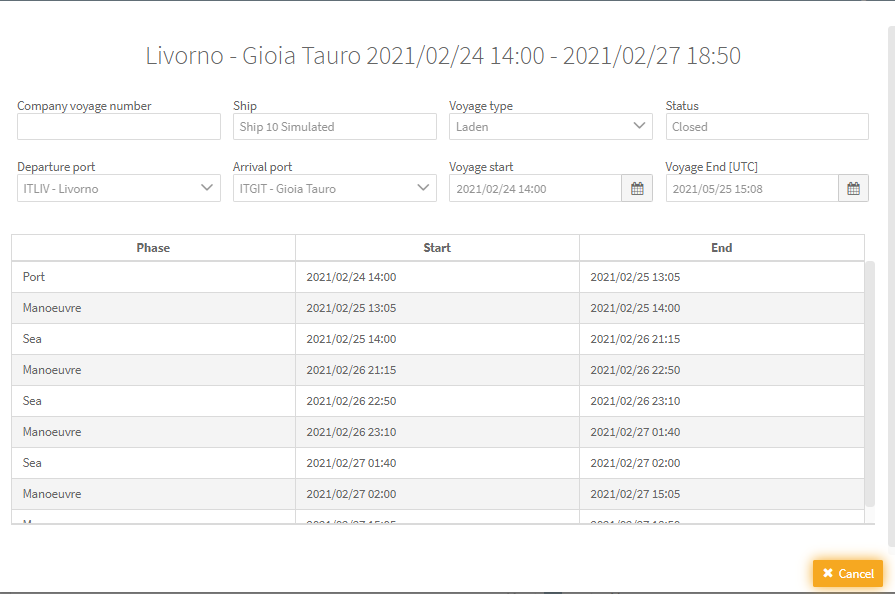 Livorno - Gioia Tauro 2021/02/24 14:00 - 2021/02/27 18:50
Company voyage number Ship Voyage type Status
Ship 10 Simulated Laden Closed
Departure port Arrival port Voyage start Voyage End [UTC]
ITLIV - Livorno ITGIT - Gioia Tauro 2021/02/24 14:00 2021/05/25 15:08
Phase Start End
Port 2021/02/24 14:00 2021/02/25 13:05
Manoeuvre 2021/02/25 13:05 2021/02/25 14:00
Sea 2021/02/25 14:00 2021/02/26 21:15
Manoeuvre 2021/02/26 21:15 2021/02/26 22:50
Sea 2021/02/26 22:50 2021/02/26 23:10
Manoeuvre 2021/02/26 23:10 2021/02/27 01:40
Sea 2021/02/27 01:40 2021/02/27 02:00
Manoeuvre 2021/02/27 02:00 2021/02/27 15:05
Cancel